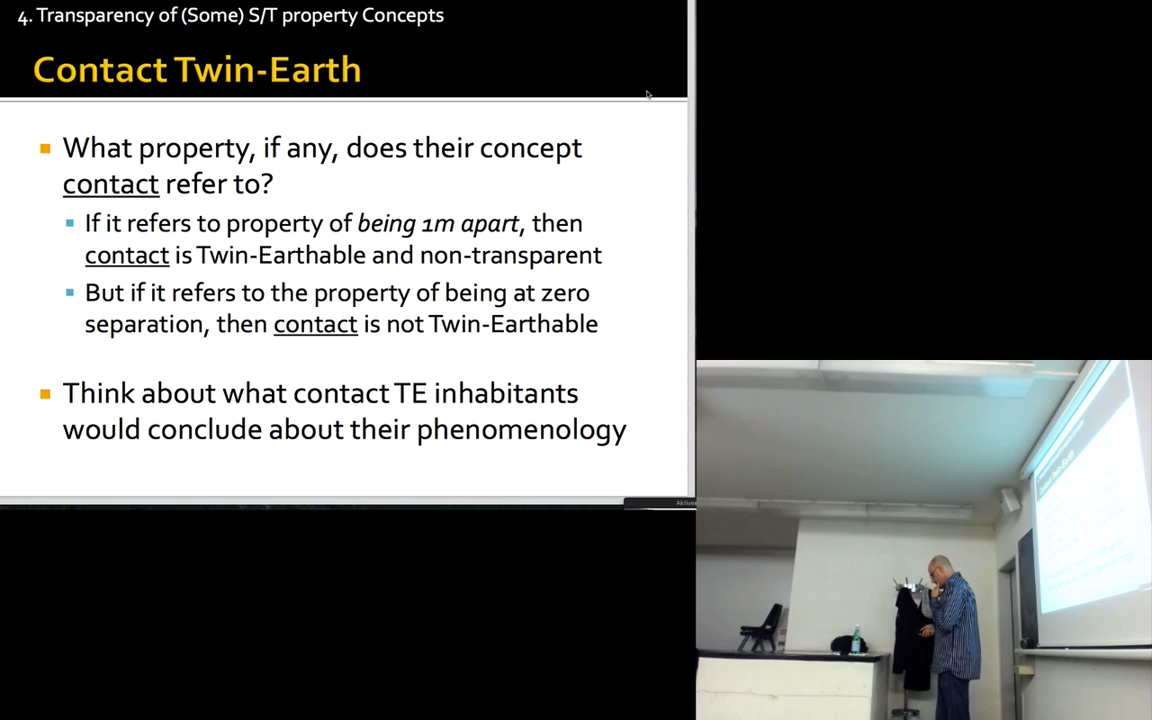 4. Transparency of (Some) S/T property Concepts
Contact Twin-Earth
What property, if any, does their concept
contact refer to?
If it refers to property of being 1m apart, then
contact is Twin-Earthable and non-transparent
But if it refers to the property of being at zero
separation, then contact is not Twin-Earthable
Think about what contact TE inhabitants
would conclude about their phenomenology
Contact Twin-Earth